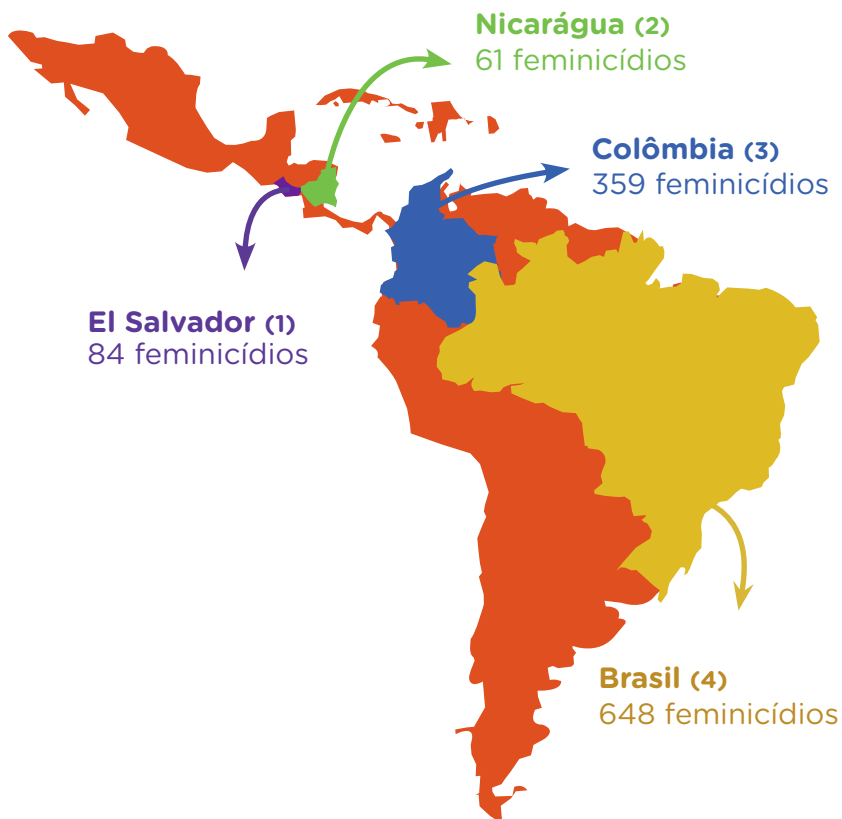 Nicarágua (2)
61 feminicídios
Colômbia (3)
359 feminicídios
El Salvador (1)
84 feminicídios
Brasil (4)
648 feminicídios